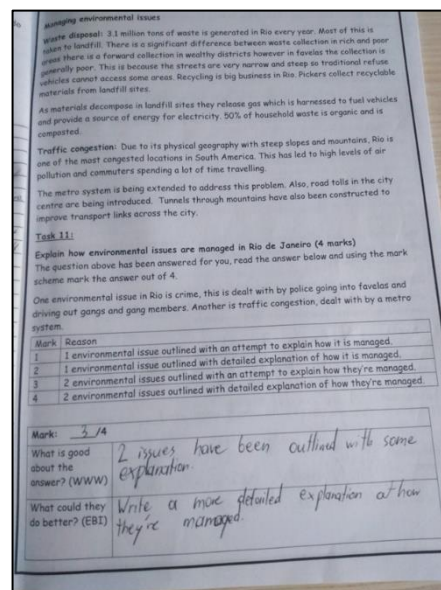 Managing environmental issues
Waste disposal: 3.1 million tons of waste is generated in Rio every year. Most of this is
taken to landfill. There is a significant difference between waste collection in rich and poor
areas there is a forward collection in wealthy districts however in favelas the collection is
generally poor. This is because the streets are very narrow and steep so traditional refuse
vehicles cannot access some areas. Recycling is big business in Rio. Pickers collect recyclable
materials from landfill sites.
As materials decompose in landfill sites they release gas which is harnessed to fuel vehicles
and provide a source of energy for electricity. 50% of household waste is organic and is
composted.
Traffic congestion: Due to its physical geography with steep slopes and mountains, Rio is
one of the most congested locations in South America. This has led to high levels of air
pollution and commuters spending a lot of time travelling.
The metro system is being extended to address this problem. Also, road tolls in the city
centre are being introduced. Tunnels through mountains have also been constructed to
improve transport links across the city.
Task 11:
Explain how environmental issues are managed in Rio de Janeiro (4 marks)
The question above has been answered for you, read the answer below and using the mark
scheme mark the answer out of 4.
One environmental issue in Rio is crime, this is dealt with by police going into favelas and
driving out gangs and gang members. Another is traffic congestion, dealt with by a metro
system.
Mark Reason
1 1 environmental issue outlined with an attempt to explain how it is managed.
2 1 environmental issue outlined with detailed explanation of how it is managed.
3 2 environmental issues outlined with an attempt to explain how they're managed.
4 2 environmental issues outlined with detailed explanation of how they're managed.
Mark: 3/4
What is good
about the
answer? (WWW)
2 issues have been outlined with some
explanation.
What could they
do better? (EBI)
Write a more detailed explanation at how
they're managed.